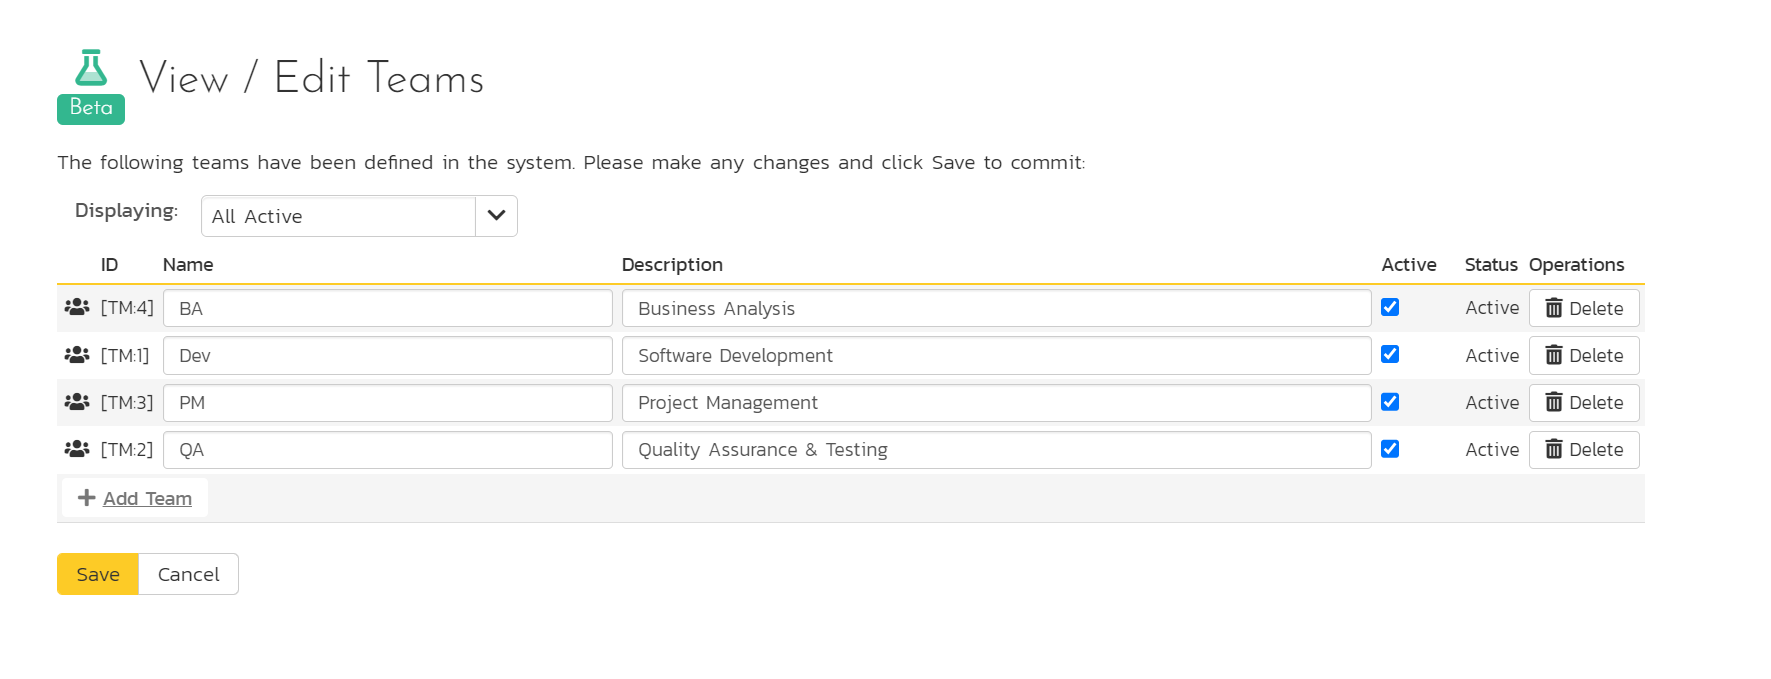 View / Edit Teams
Beta
The following teams have been defined in the system. Please make any changes and click Save to commit:
Displaying: All Active
ID Name Description Active Status Operations
[TM:4] BA Business Analysis Active Delete
[TM:1] Dev Software Development Active Delete
[TM:3] PM Project Management Active Delete
[TM:2] QA Quality Assurance & Testing Active Delete
Add Team
Save Cancel